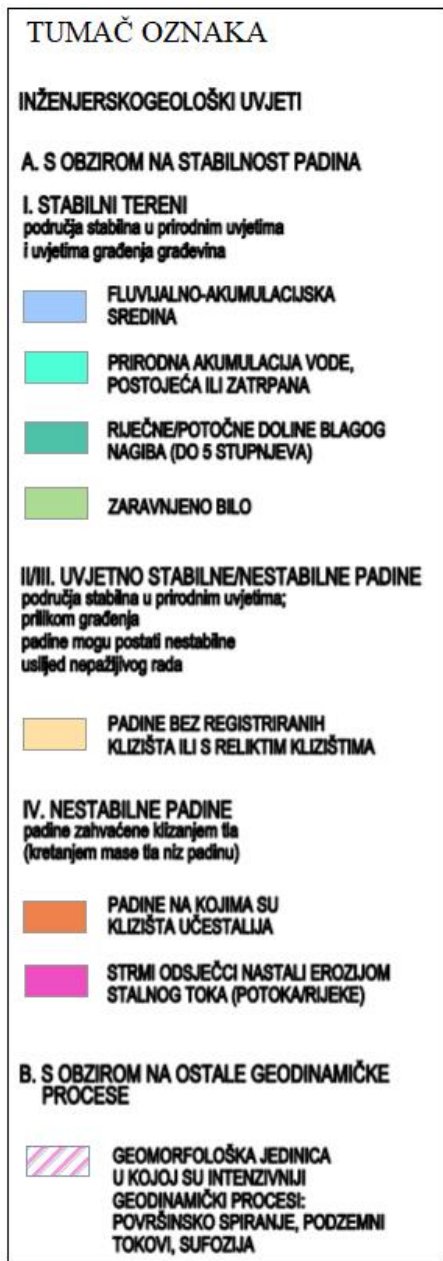 TUMAČ OZNAKA
INŽENJERSKOGEOLOŠKI UVJETI
A. S OBZIROM NA STABILNOST PADINA
I. STABILNI TERENI
područja stabilna u prirodnim uvjetima
i uvjetima građenja građevina
FLUVIJALNO-AKUMULACIJSKA
SREDINA
PRIRODNA AKUMULACIJA VODE,
POSTOJEĆA ILI ZATRPANA
RIJEČNE/POTOČNE DOLINE BLAGOG
NAGIBA (DO 5 STUPNJEVA)
ZARAVNJENO BILO
II/III. UVJETNO STABILNE/NESTABILNE PADINE
područja stabilna u prirodnim uvjetima;
prilikom građenja
padine mogu postati nestabilne
uslijed nepažljivog rada
PADINE BEZ REGISTRIRANIH
KLIZIŠTA ILI S RELIKTIM KLIZIŠTIMA
IV. NESTABILNE PADINE
padine zahvaćene klizanjem tla
(kretanjem mase tla niz padinu)
PADINE NA KOJIMA SU
KLIZIŠTA UČESTALIJA
STRMI ODSJEČCI NASTALI EROZIJOM
STALNOG TOKA (POTOKA/RIJEKE)
B. S OBZIROM NA OSTALE GEODINAMIČKE
PROCESE
GEOMORFOLOŠKA JEDINICA
U KOJOJ SU INTENZIVNIJI
GEODINAMIČKI PROCESI:
POVRŠINSKO SPIRANJE, PODZEMNI
TOKOVI, SUFOZIJA